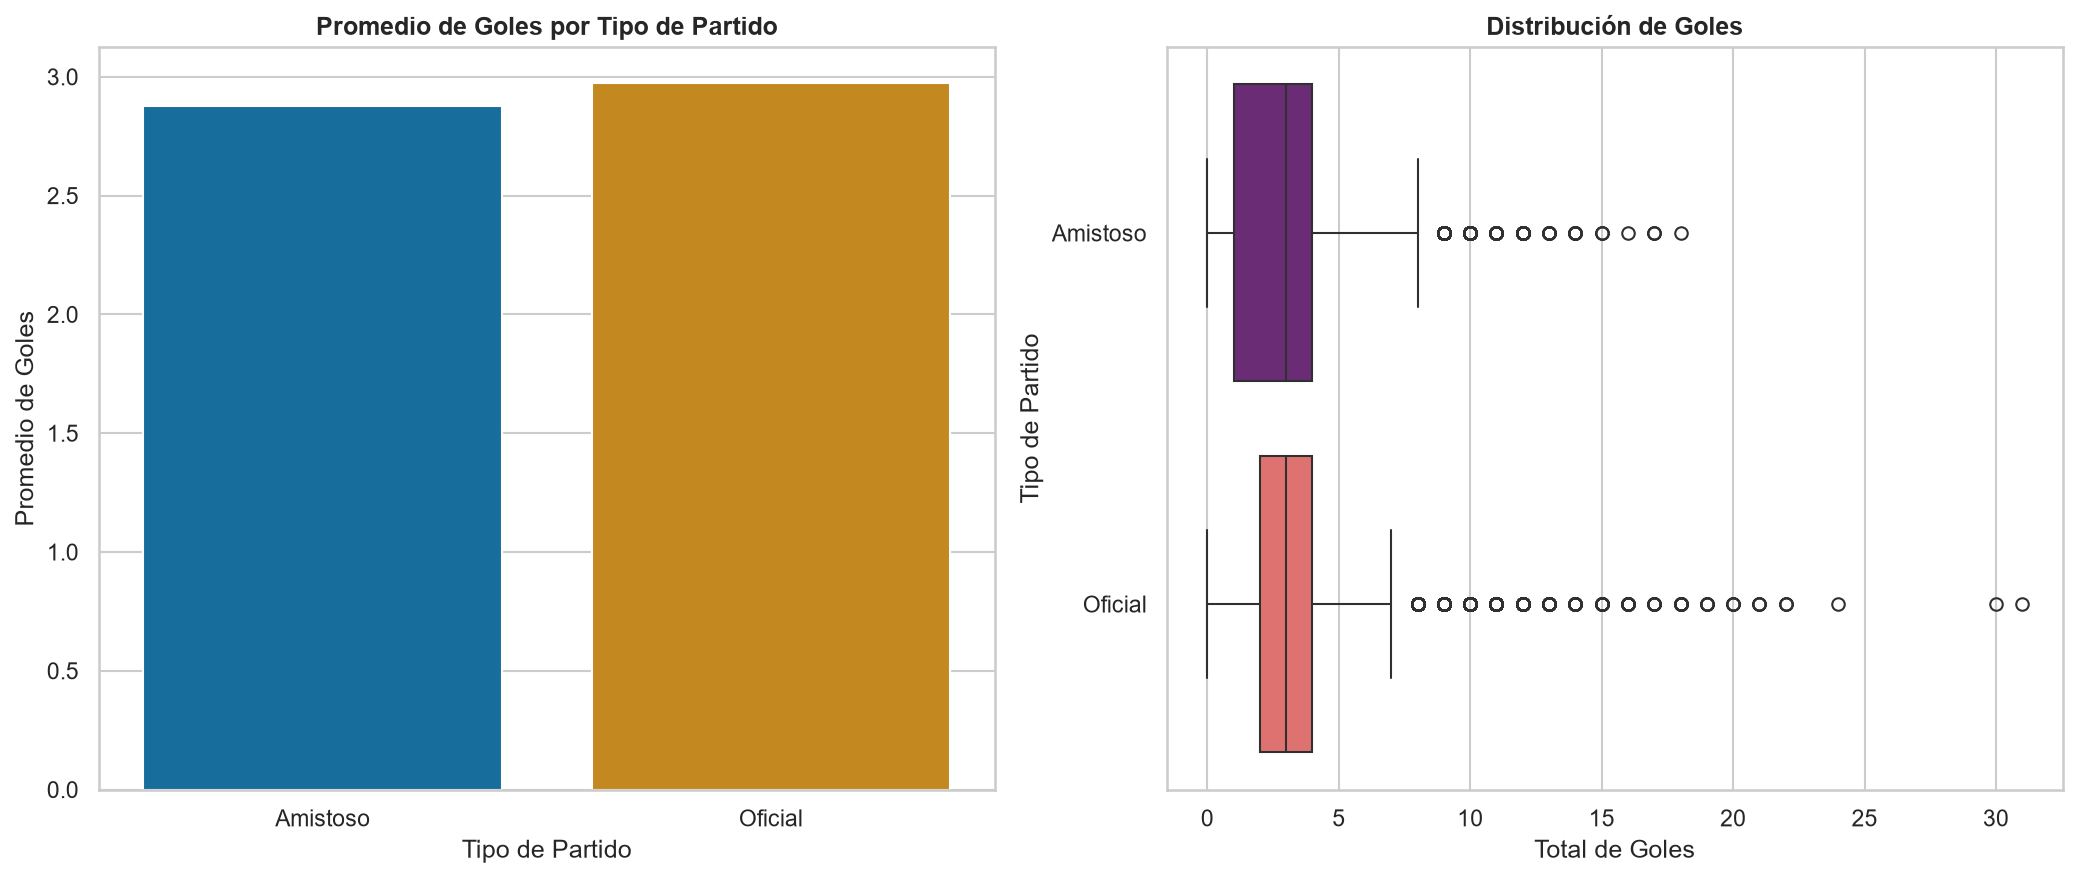 Promedio de Goles por Tipo de Partido
Promedio de Goles
3.0
2.5
2.0
1.5
1.0
0.5
0.0
Amistoso
Oficial
Tipo de Partido
Distribución de Goles
Tipo de Partido
Amistoso
Oficial
0
5
10
15
20
25
30
Total de Goles